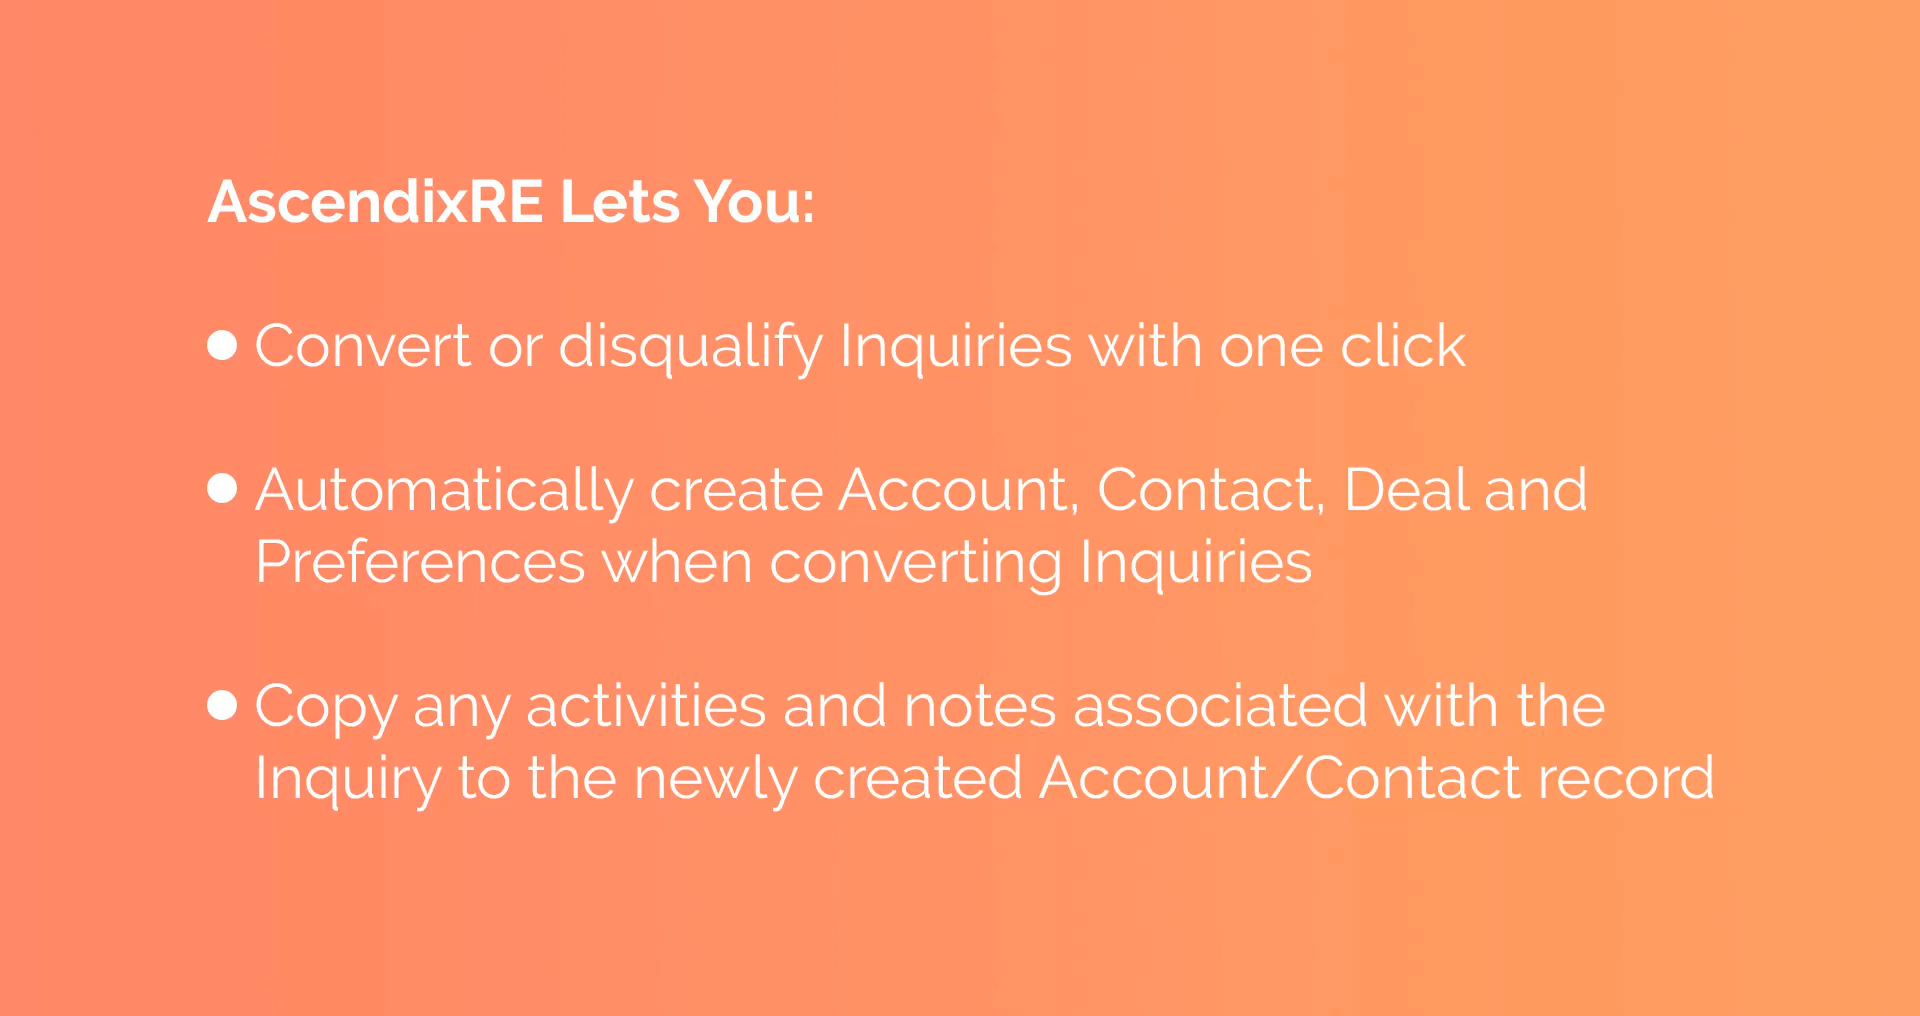 AscendixRE Lets You:
● Convert or disqualify Inquiries with one click
● Automatically create Account, Contact, Deal and
Preferences when converting Inquiries
● Copy any activities and notes associated with the
Inquiry to the newly created Account/Contact record